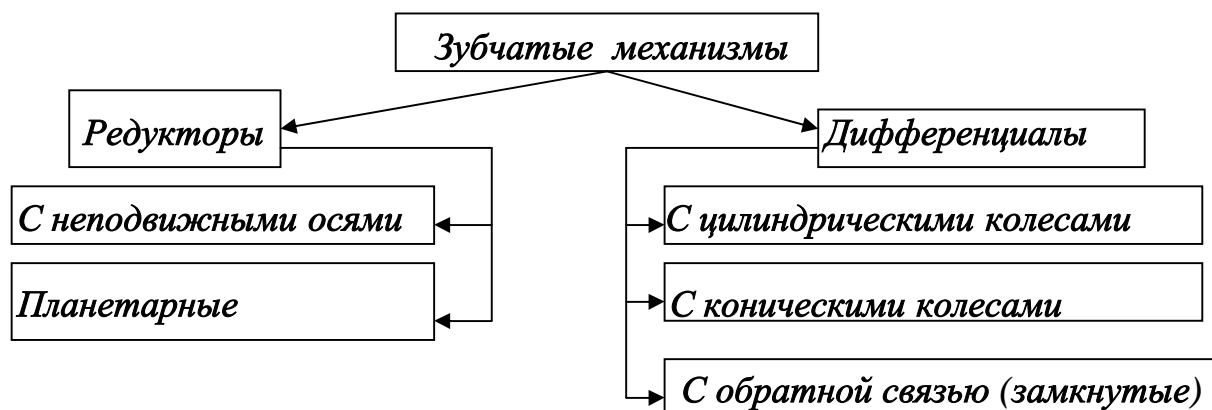 Зубчатые механизмы
Редукторы
Дифференциалы
С неподвижными осями
С цилиндрическими колесами
Планетарные
С коническими колесами
С обратной связью (замкнутые)